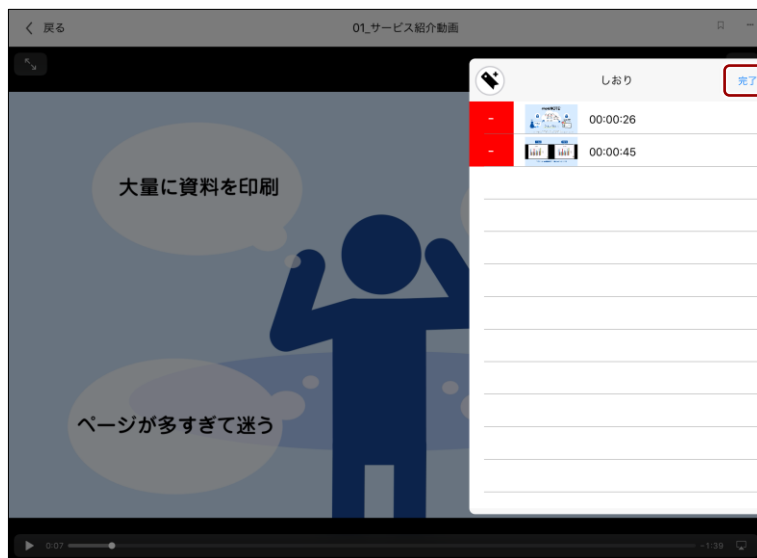 戻る
01_サービス紹介動画
しおり
完了
00:00:26
00:00:45
大量に資料を印刷
ページが多すぎて迷う
0:07
-1:39